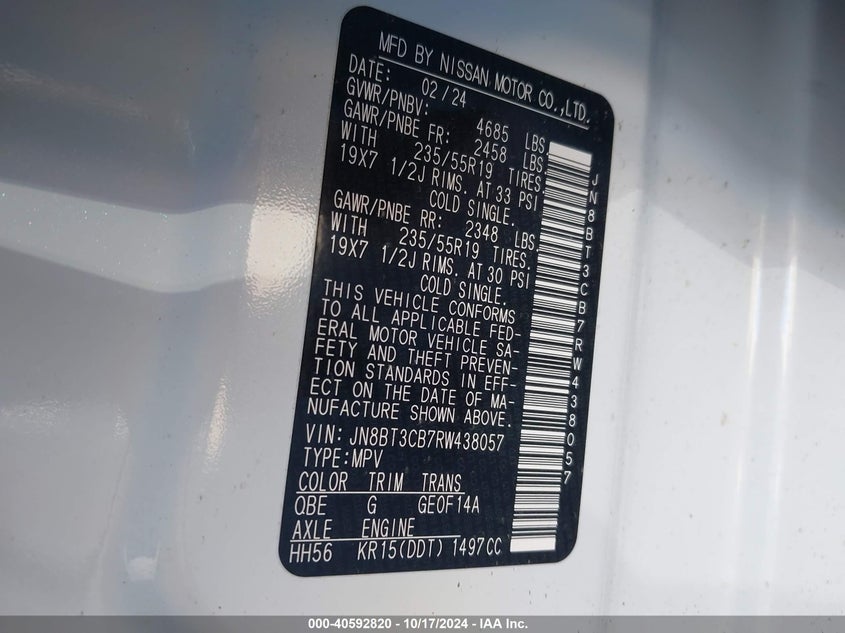 MFD BY NISSAN MOTOR CO.,LTD.
DATE: 02/24
GVWR/PNBV: 4685 LBS.
GAWR/PNBE FR: 2458 LBS.
WITH 235/55R19 TIRES.
19X7 1/2J RIMS. AT 33 PSI
COLD SINGLE.
GAWR/PNBE RR: 2348 LBS.
WITH 235/55R19 TIRES.
19X7 1/2J RIMS. AT 30 PSI
COLD SINGLE.
THIS VEHICLE CONFORMS
TO ALL APPLICABLE FED-
ERAL MOTOR VEHICLE SA-
FETY AND THEFT PREVEN-
TION STANDARDS IN EFF-
ECT ON THE DATE OF MA-
NUFACTURE SHOWN ABOVE.
VIN: JN8BT3CB7RW438057
TYPE:MPV
COLOR TRIM TRANS
QBE G GE0F14A
AXLE ENGINE
HH56 KR15(DDT) 1497CC
JN8BT3CB7RW438057
000-40592820 - 10/17/2024 - IAA Inc.